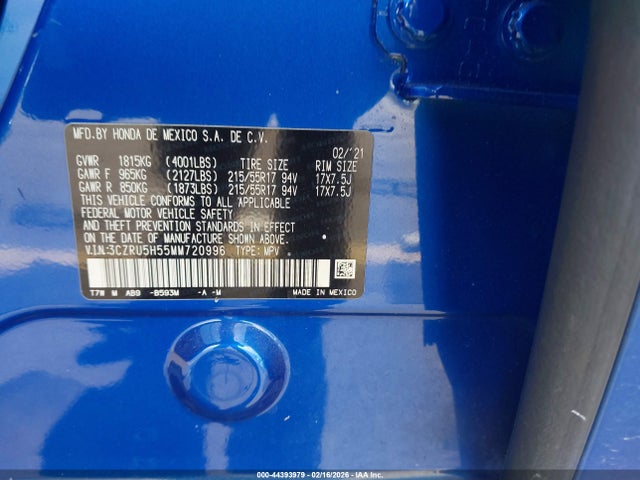 MFD.BY HONDA DE MEXICO S.A. DE C.V.
02/'21
GVWR 1815KG (4001LBS) TIRE SIZE RIM SIZE
GAWR F 965KG (2127LBS) 215/55R17 94V 17X7.5J
GAWR R 850KG (1873LBS) 215/55R17 94V 17X7.5J
THIS VEHICLE CONFORMS TO ALL APPLICABLE
FEDERAL MOTOR VEHICLE SAFETY
AND THEFT PREVENTION STANDARDS IN EFFECT
ON THE DATE OF MANUFACTURE SHOWN
ABOVE.
V.I.N:3CZRU5H55MM720996 TYPE: MPV
T7W M AB9 -B593M -A -M MADE IN MEXICO
000-44393979 - 02/16/2026 - IAA Inc.